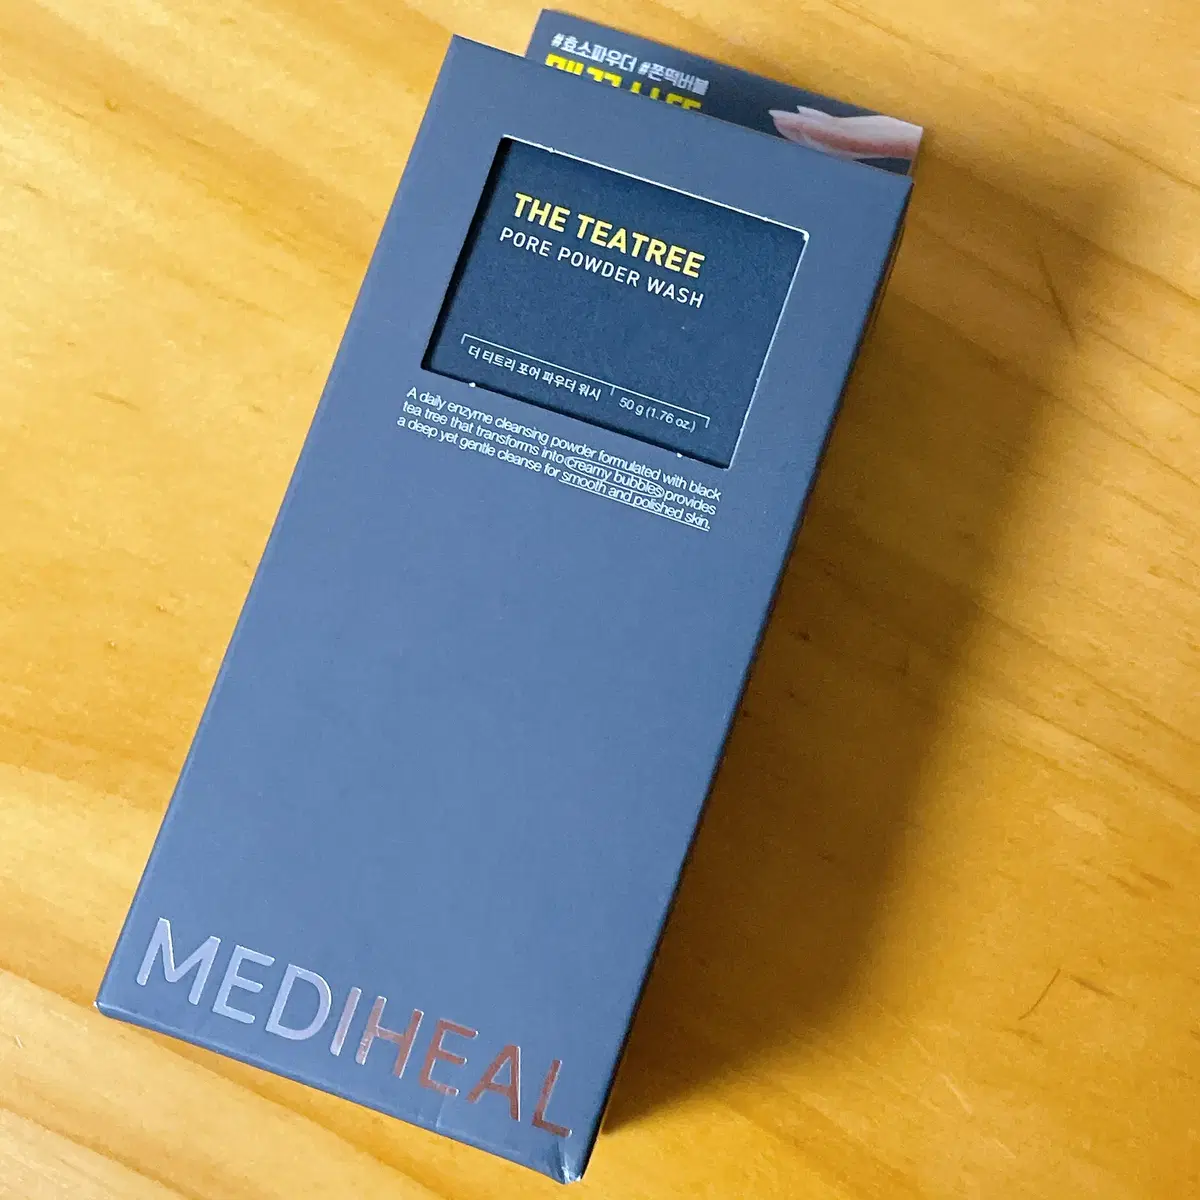 #효소파우더 #쫀떡버블
THE TEATREE
PORE POWDER WASH
더 티트리 포어 파우더 워시 50 g (1.76 oz.)
A daily enzyme cleansing powder formulated with black
tea tree that transforms into creamy bubbles provides
a deep yet gentle cleanse for smooth and polished skin.
MEDIHEAL